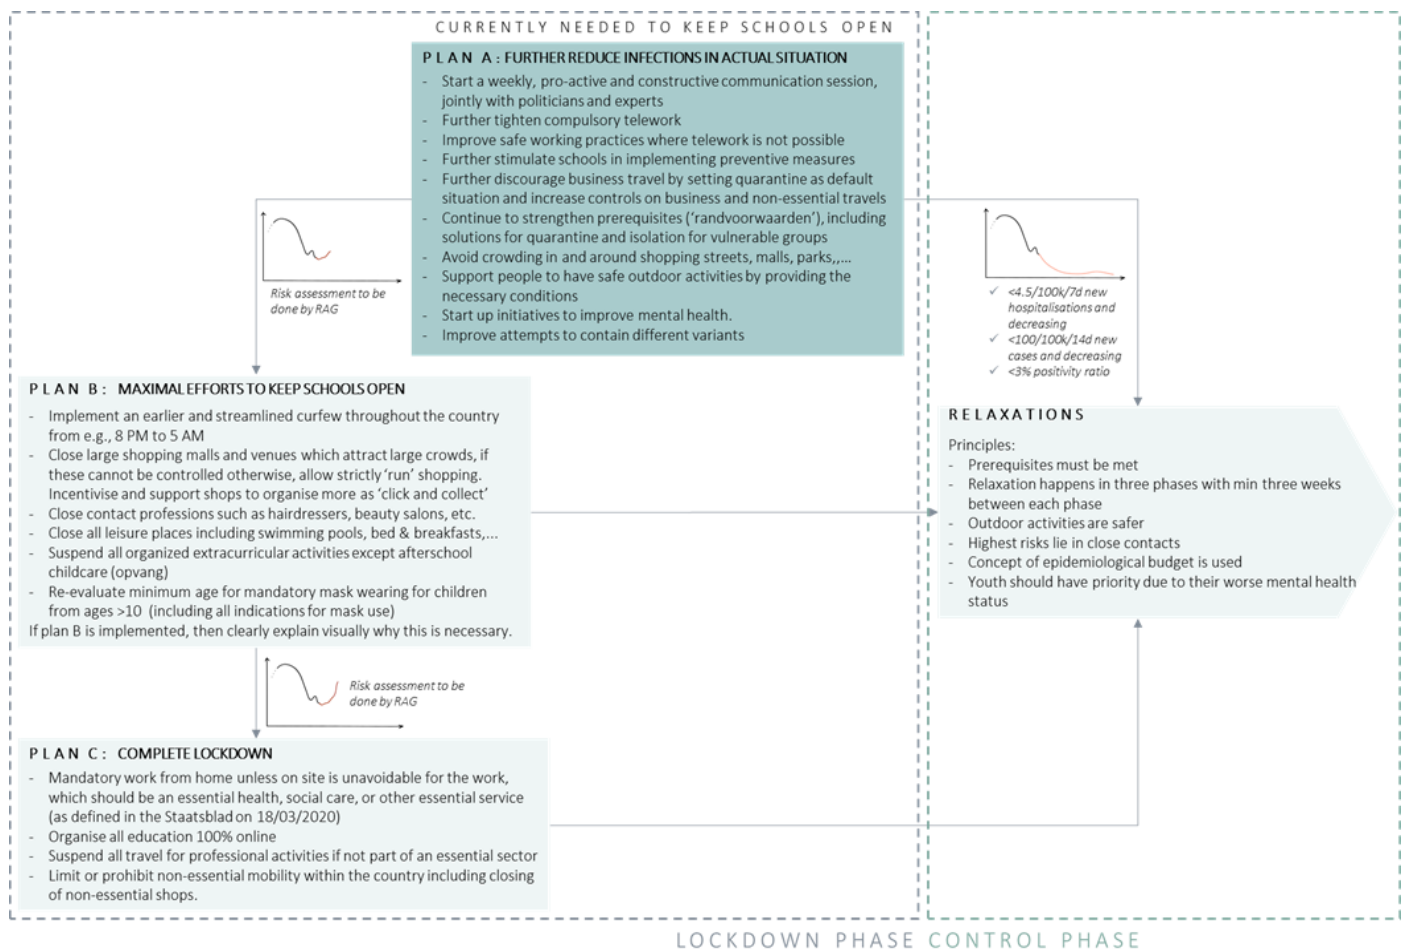 CURRENTLY NEEDED TO KEEP SCHOOLS OPEN
PLAN A: FURTHER REDUCE INFECTIONS IN ACTUAL SITUATION
- Start a weekly, pro-active and constructive communication session,
jointly with politicians and experts
- Further tighten compulsory telework
- Improve safe working practices where telework is not possible
- Further stimulate schools in implementing preventive measures
- Further discourage business travel by setting quarantine as default
situation and increase controls on business and non-essential travels
- Continue to strengthen prerequisites (‘randvoorwaarden’), including
solutions for quarantine and isolation for vulnerable groups
- Avoid crowding in and around shopping streets, malls, parks,,…
- Support people to have safe outdoor activities by providing the
necessary conditions
- Start up initiatives to improve mental health.
- Improve attempts to contain different variants
Risk assessment to be
done by RAG
✓ <4.5/100k/7d new
hospitalisations and
decreasing
✓ <100/100k/14d new
cases and decreasing
✓ <3% positivity ratio
PLAN B: MAXIMAL EFFORTS TO KEEP SCHOOLS OPEN
- Implement an earlier and streamlined curfew throughout the country
from e.g., 8 PM to 5 AM
- Close large shopping malls and venues which attract large crowds, if
these cannot be controlled otherwise, allow strictly ‘run’ shopping.
Incentivise and support shops to organise more as ‘click and collect’
- Close contact professions such as hairdressers, beauty salons, etc.
- Close all leisure places including swimming pools, bed & breakfasts,…
- Suspend all organized extracurricular activities except afterschool
childcare (opvang)
- Re-evaluate minimum age for mandatory mask wearing for children
from ages >10 (including all indications for mask use)
If plan B is implemented, then clearly explain visually why this is necessary.
RELAXATIONS
Principles:
- Prerequisites must be met
- Relaxation happens in three phases with min three weeks
between each phase
- Outdoor activities are safer
- Highest risks lie in close contacts
- Concept of epidemiological budget is used
- Youth should have priority due to their worse mental health
status
Risk assessment to be
done by RAG
PLAN C: COMPLETE LOCKDOWN
- Mandatory work from home unless on site is unavoidable for the work,
which should be an essential health, social care, or other essential service
(as defined in the Staatsblad on 18/03/2020)
- Organise all education 100% online
- Suspend all travel for professional activities if not part of an essential sector
- Limit or prohibit non-essential mobility within the country including closing
of non-essential shops.
LOCKDOWN PHASE CONTROL PHASE